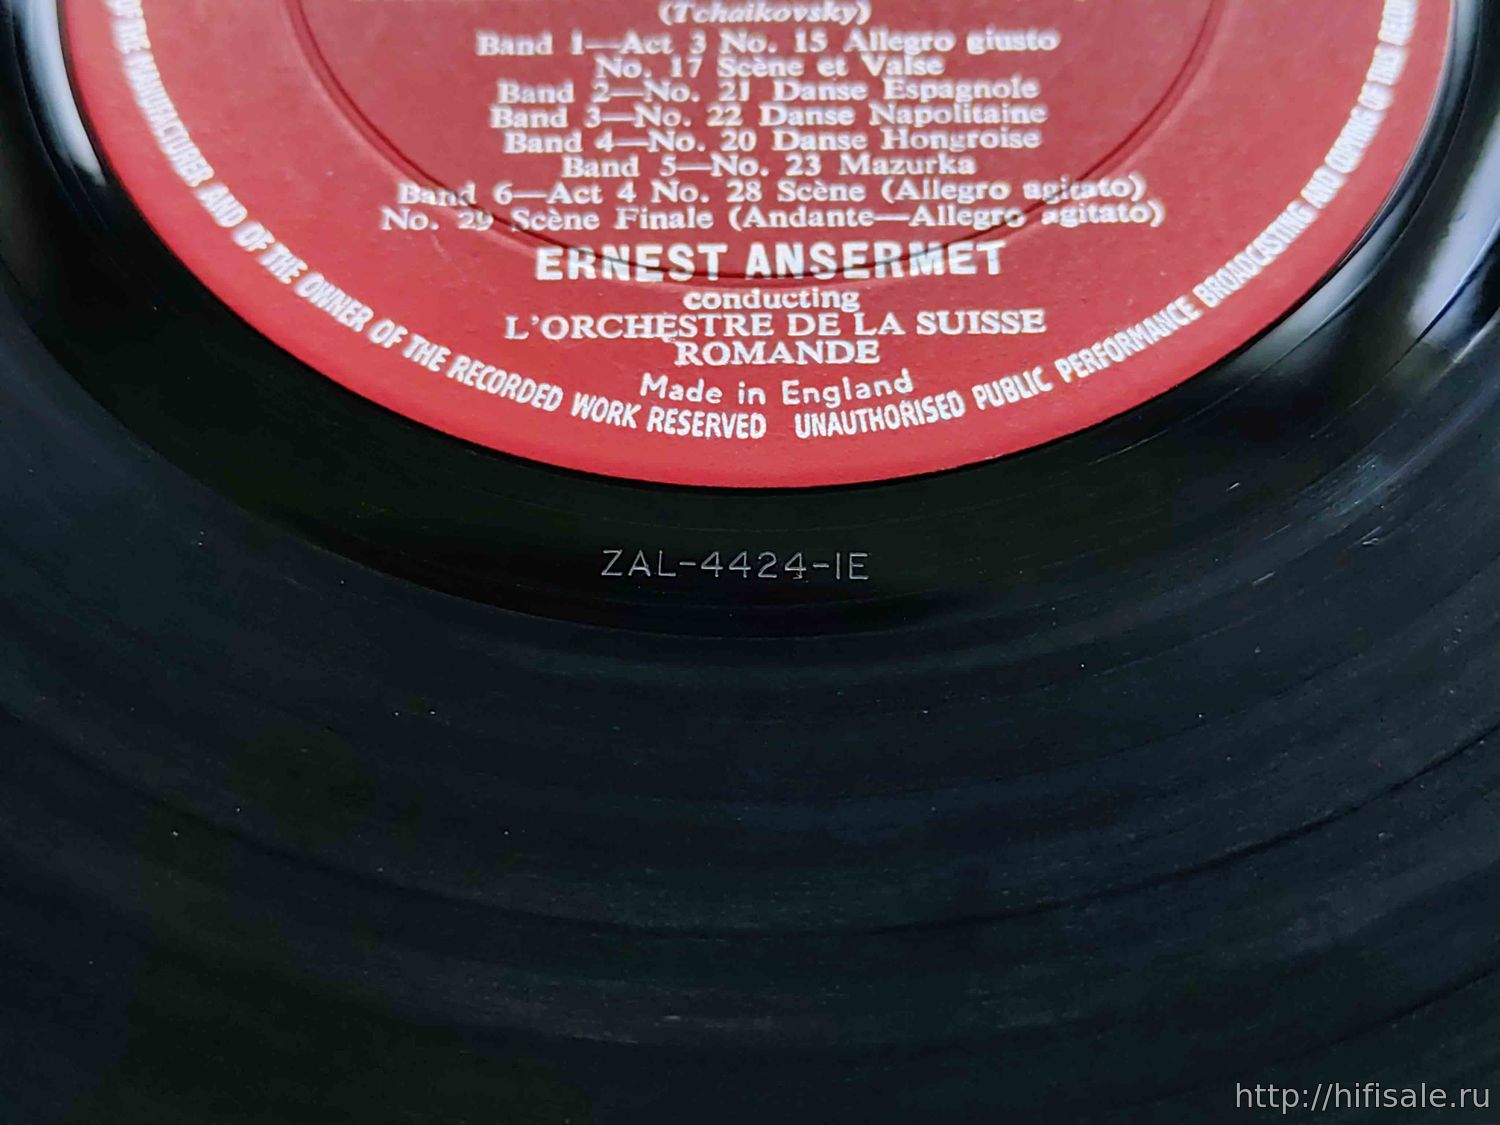 (Tchaikovsky)
Band 1—Act 3 No. 15 Allegro giusto
No. 17 Scène et Valse
Band 2—No. 21 Danse Espagnole
Band 3—No. 22 Danse Napolitaine
Band 4—No. 20 Danse Hongroise
Band 5—No. 23 Mazurka
Band 6—Act 4 No. 28 Scène (Allegro agitato)
No. 29 Scène Finale (Andante—Allegro agitato)
ERNEST ANSERMET
conducting
L'ORCHESTRE DE LA SUISSE
ROMANDE
Made in England
OF THE MANUFACTURER AND OF THE OWNER OF THE RECORDED WORK RESERVED UNAUTHORISED PUBLIC PERFORMANCE BROADCASTING AND COPYING OF THIS
ZAL-4424-1E
http://hifisale.ru